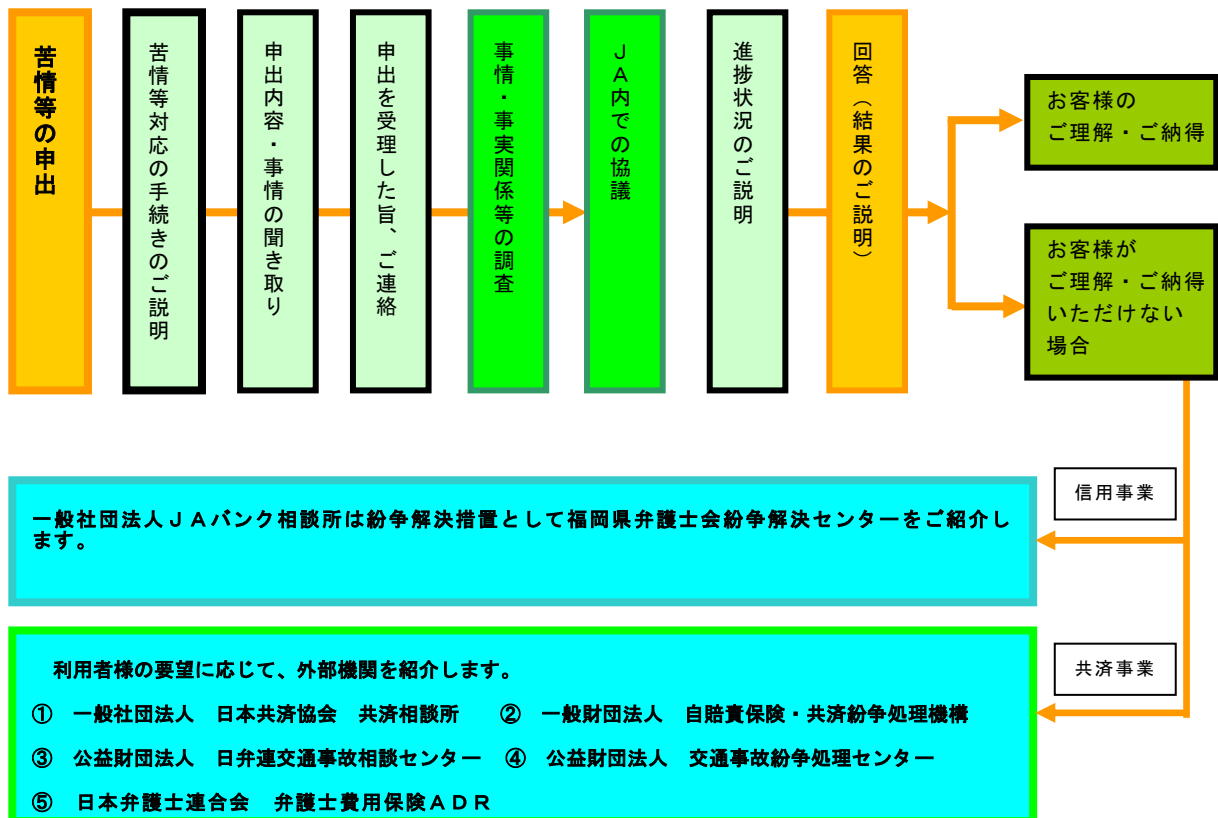 苦情等の申出
苦情等対応の手続きのご説明
申出内容・事情の聞き取り
申出を受理した旨、ご連絡
事情・事実関係等の調査
ＪＡ内での協議
進捗状況のご説明
回答（結果のご説明）
お客様の
ご理解・ご納得
お客様が
ご理解・ご納得
いただけない
場合
信用事業
一般社団法人ＪＡバンク相談所は紛争解決措置として福岡県弁護士会紛争解決センターをご紹介し
ます。
共済事業
利用者様の要望に応じて、外部機関を紹介します。
① 一般社団法人　日本共済協会　共済相談所　② 一般財団法人　自賠責保険・共済紛争処理機構
③ 公益財団法人　日弁連交通事故相談センター　④ 公益財団法人　交通事故紛争処理センター
⑤ 日本弁護士連合会　弁護士費用保険ＡＤＲ